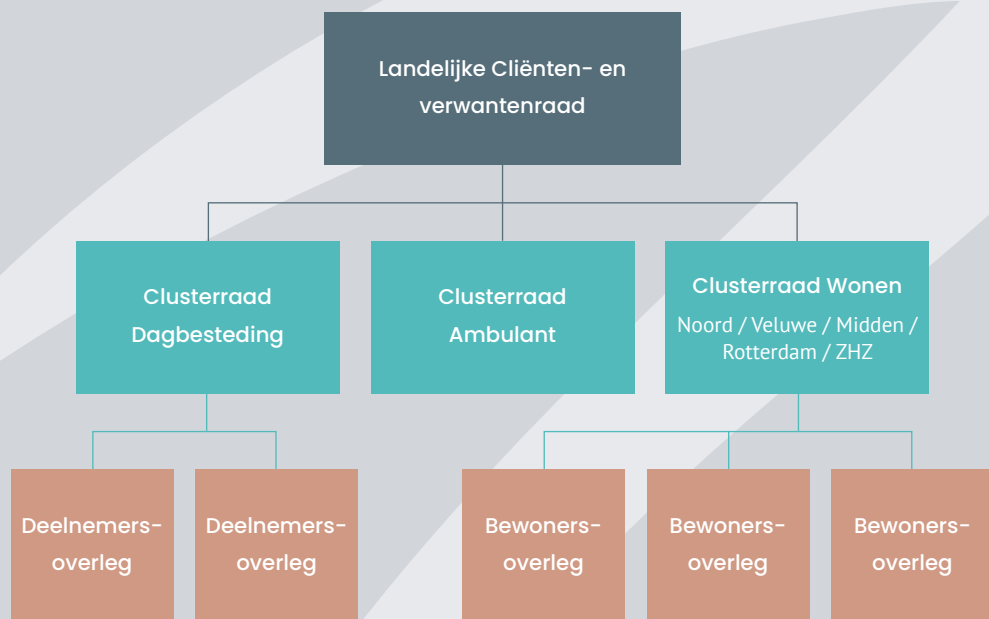 Landelijke Cliënten- en
verwantenraad
Clusterraad
Dagbesteding
Clusterraad
Ambulant
Clusterraad Wonen
Noord / Veluwe / Midden /
Rotterdam / ZHZ
Deelnemers-
overleg
Deelnemers-
overleg
Bewoners-
overleg
Bewoners-
overleg
Bewoners-
overleg